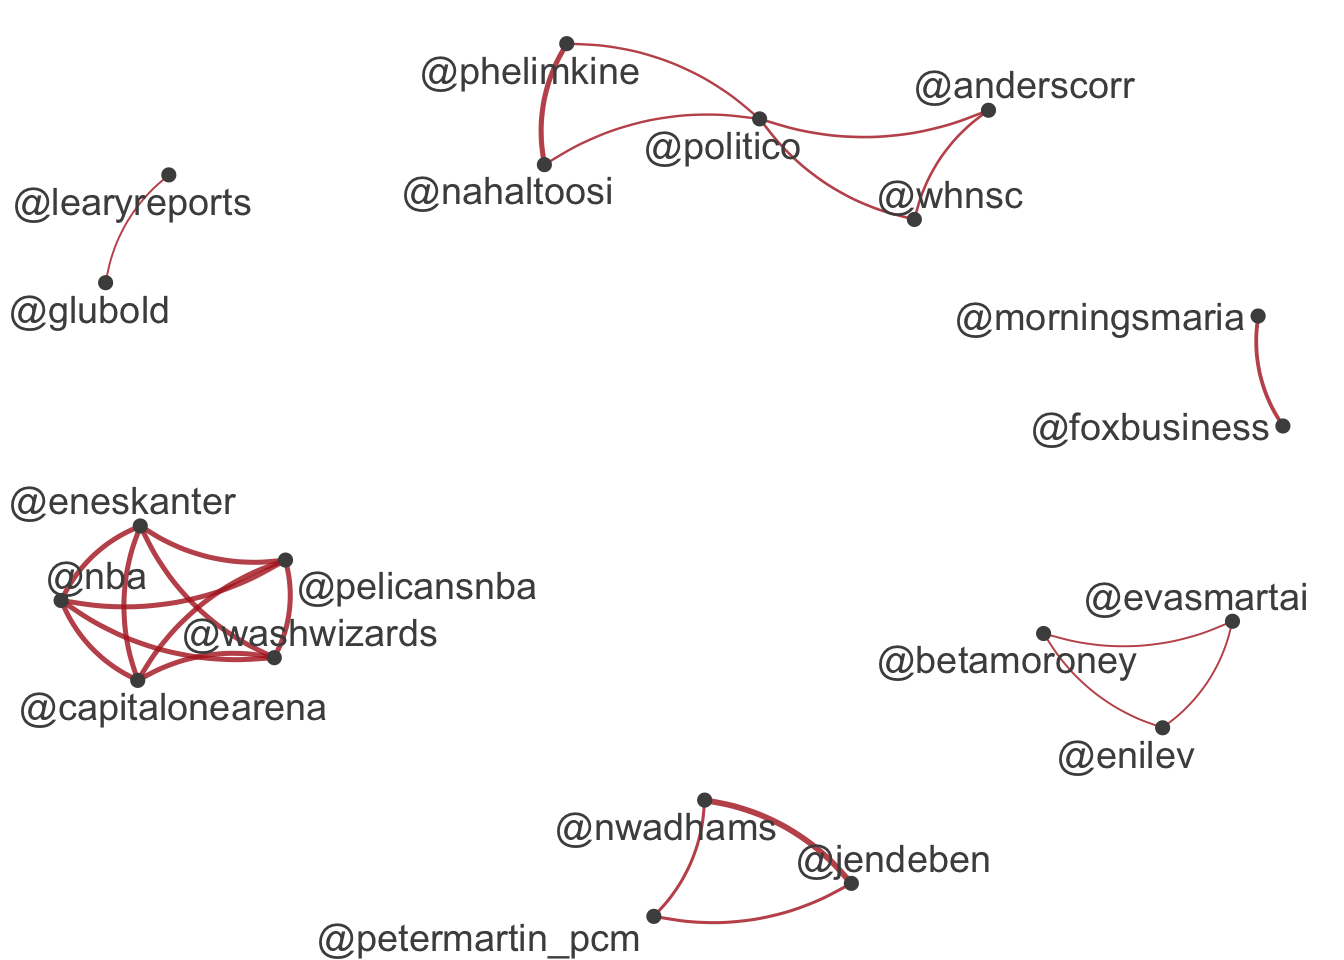 @phelimkine
@anderscorr
@politico
@nahaltoosi
@whnsc
@learyreports
@glubold
@morningsmaria
@foxbusiness
@eneskanter
@nba
@pelicansnba
@washwizards
@capitalonearena
@evasmartai
@betamoroney
@enilev
@nwadhams
@jendeben
@petermartin_pcm